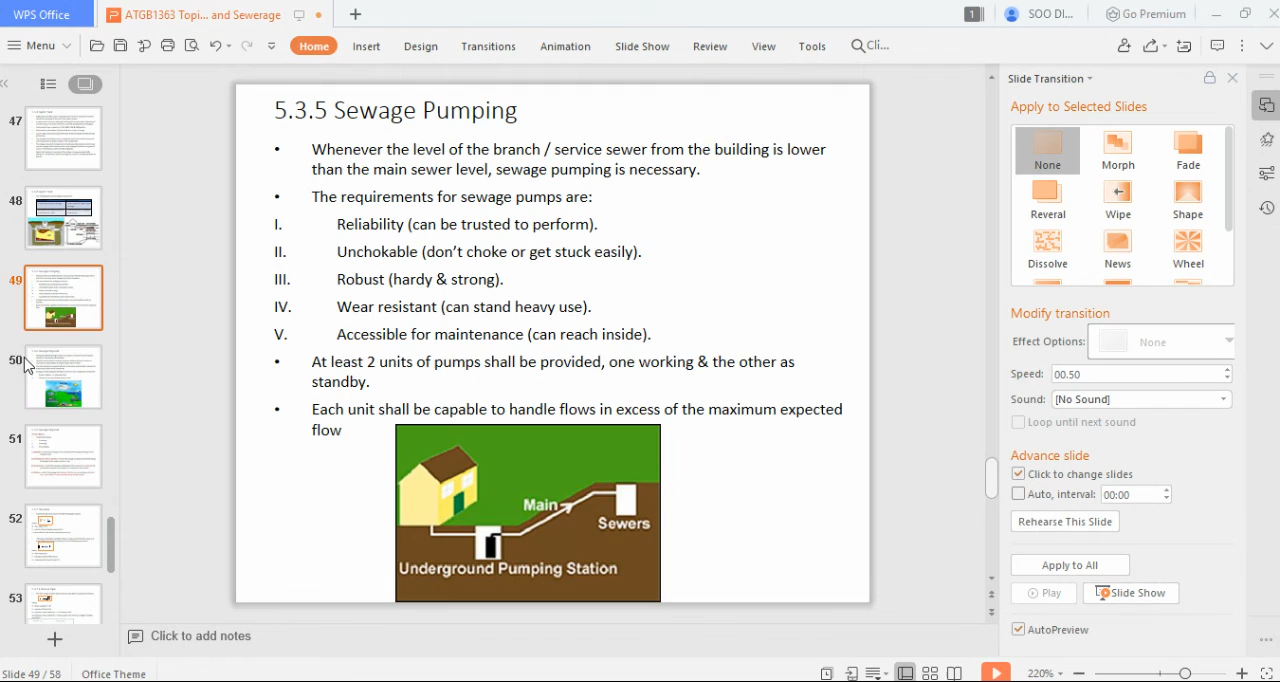 WPS Office
ATGB1363 Topi... and Sewerage
1
SOO DI...
Go Premium
Menu
Home
Insert
Design
Transitions
Animation
Slide Show
Review
View
Tools
Cli...
47
48
49
50
51
52
53
5.3.5 Sewage Pumping
• Whenever the level of the branch / service sewer from the building is lower
than the main sewer level, sewage pumping is necessary.
• The requirements for sewage pumps are:
I. Reliability (can be trusted to perform).
II. Unchokable (don't choke or get stuck easily).
III. Robust (hardy & strong).
IV. Wear resistant (can stand heavy use).
V. Accessible for maintenance (can reach inside).
• At least 2 units of pumps shall be provided, one working & the other as
standby.
• Each unit shall be capable to handle flows in excess of the maximum expected
flow
Main
Sewers
Underground Pumping Station
Click to add notes
Slide Transition
Apply to Selected Slides
None
Morph
Fade
Reveral
Wipe
Shape
Dissolve
News
Wheel
Modify transition
Effect Options:
None
Speed: 00.50
Sound: [No Sound]
Loop until next sound
Advance slide
Click to change slides
Auto, interval: 00:00
Rehearse This Slide
Apply to All
Play
Slide Show
AutoPreview
Slide 49 / 58
Office Theme
220%